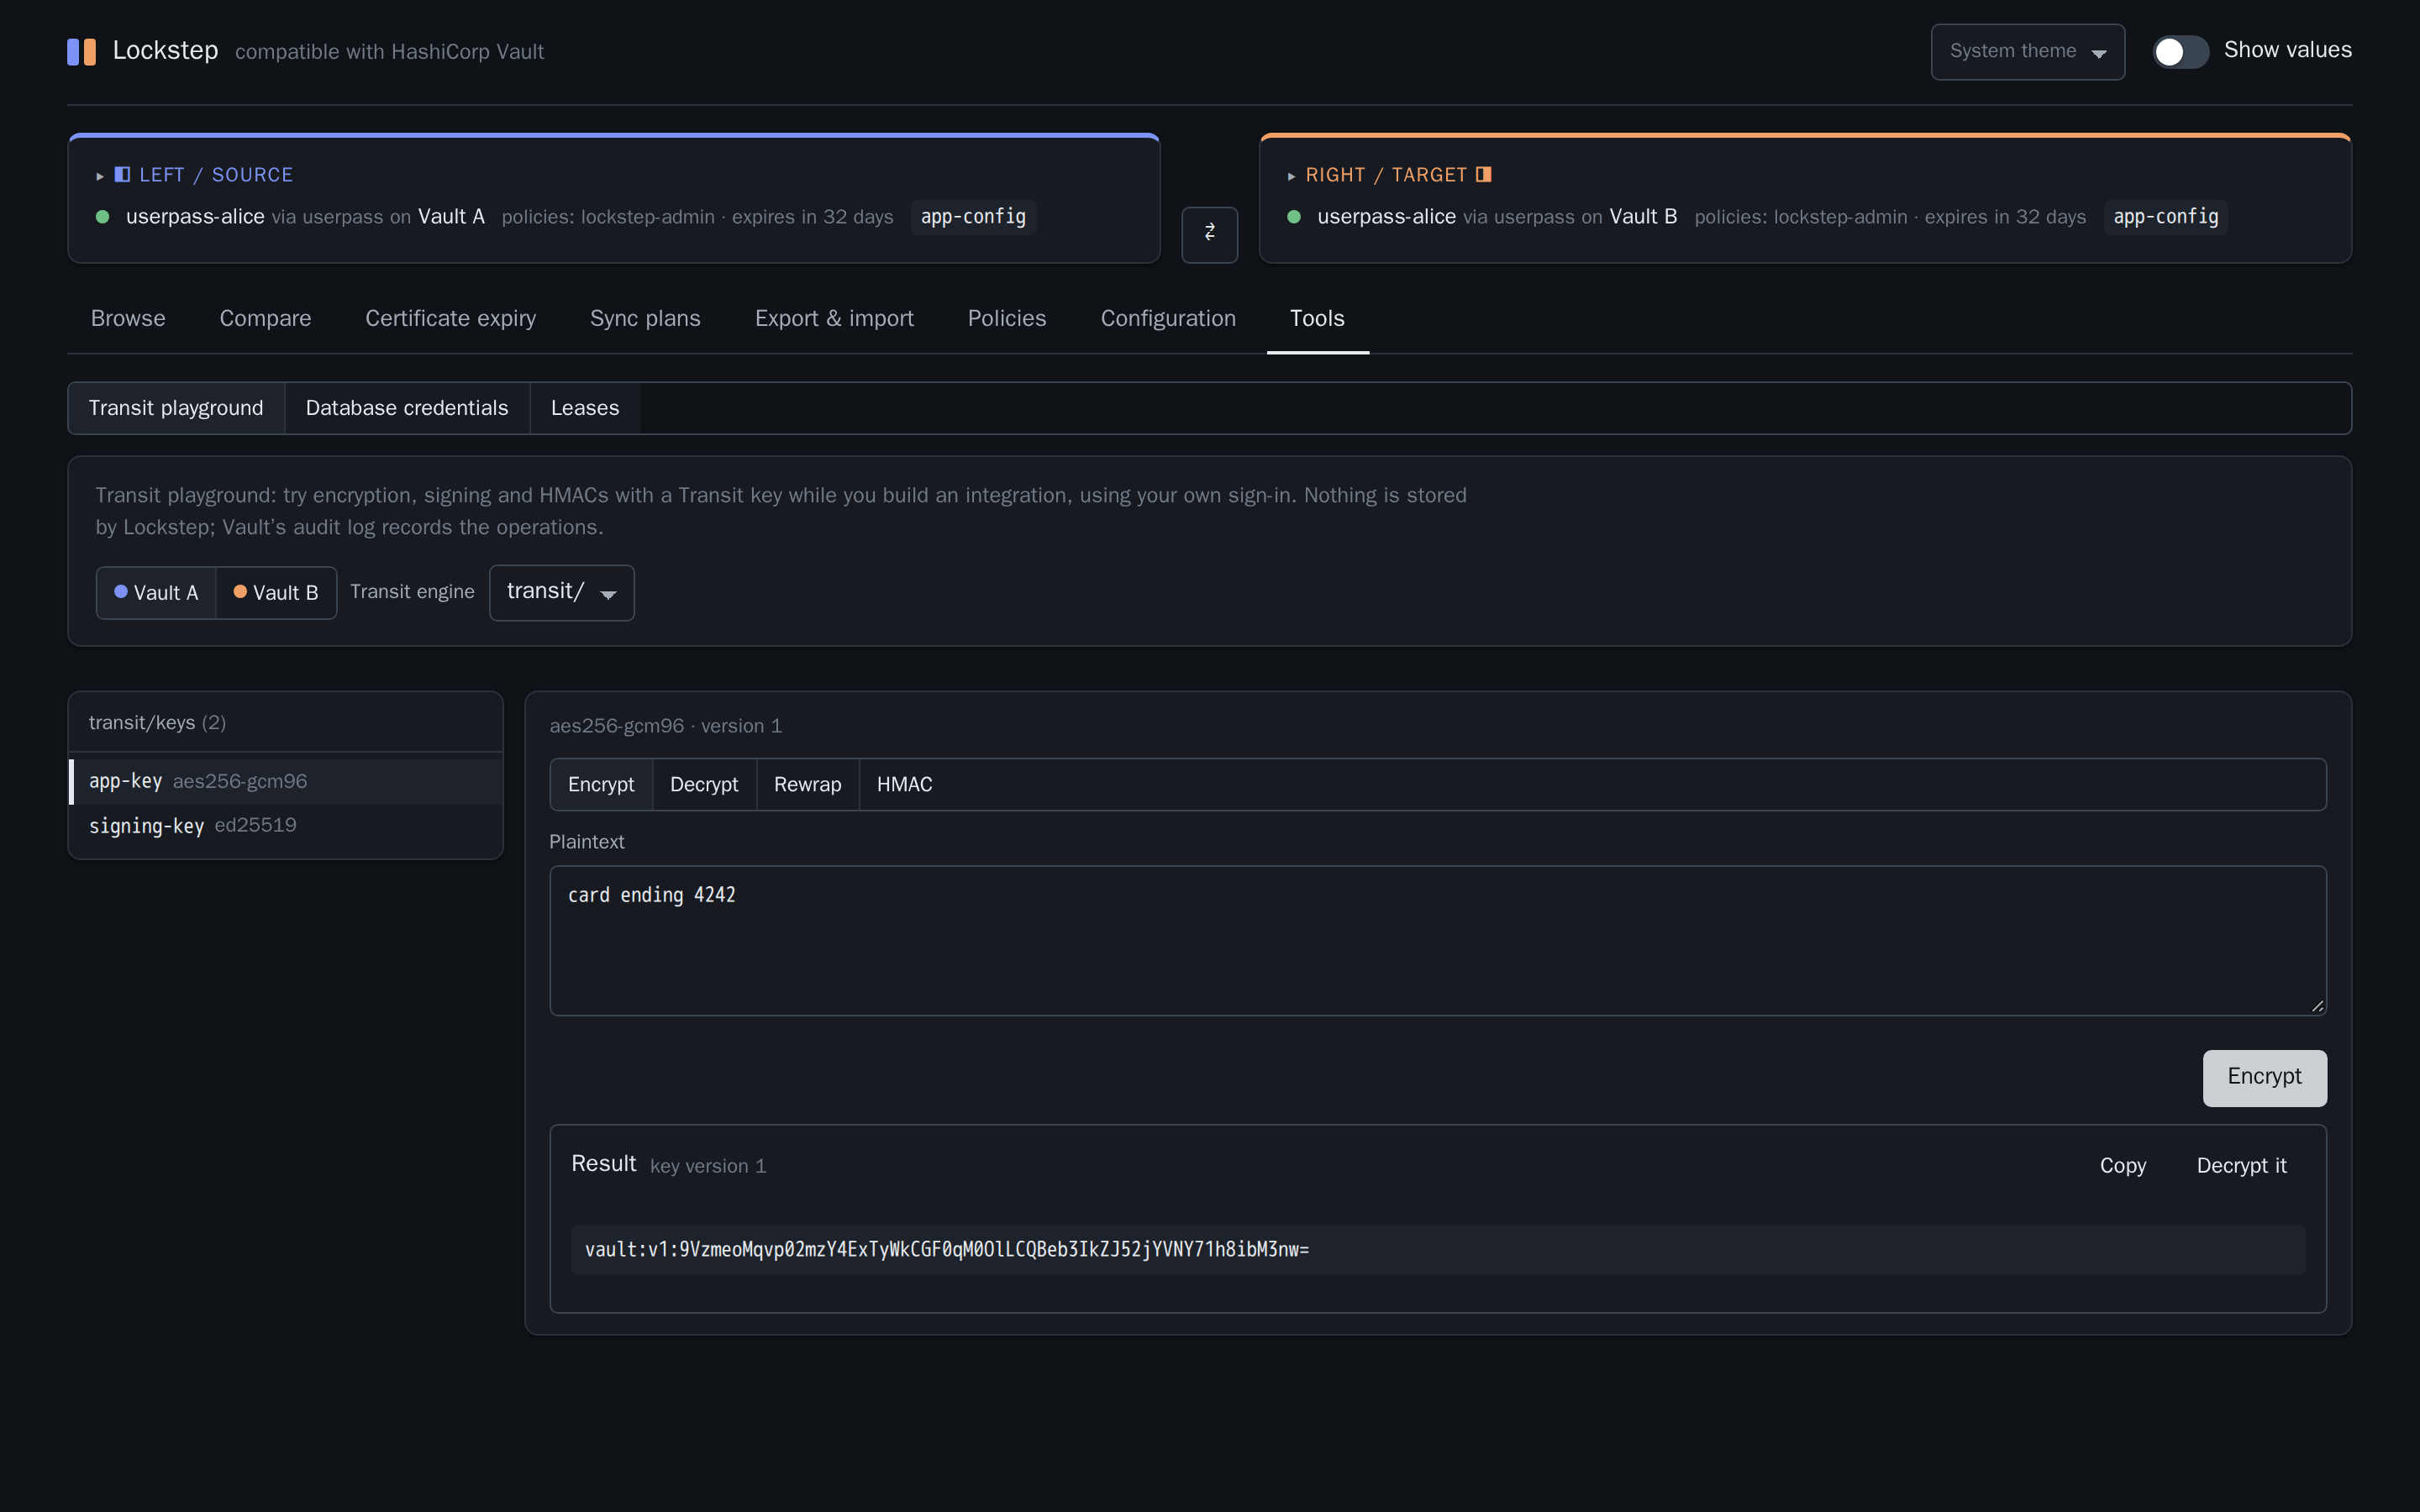 Lockstep compatible with HashiCorp Vault
System theme
Show values
LEFT / SOURCE
userpass-alice via userpass on Vault A policies: lockstep-admin · expires in 32 days app-config
RIGHT / TARGET
userpass-alice via userpass on Vault B policies: lockstep-admin · expires in 32 days app-config
Browse Compare Certificate expiry Sync plans Export & import Policies Configuration Tools
Transit playground Database credentials Leases
Transit playground: try encryption, signing and HMACs with a Transit key while you build an integration, using your own sign-in. Nothing is stored
by Lockstep; Vault’s audit log records the operations.
Vault A Vault B Transit engine transit/
transit/keys (2)
app-key aes256-gcm96
signing-key ed25519
aes256-gcm96 · version 1
Encrypt Decrypt Rewrap HMAC
Plaintext
card ending 4242
Encrypt
Result key version 1 Copy Decrypt it
vault:v1:9VzmeoMqvp02mzY4ExTyWkCGF0qM0OlLCQBeb3IkZJ52jYVNY71h8ibM3nw=